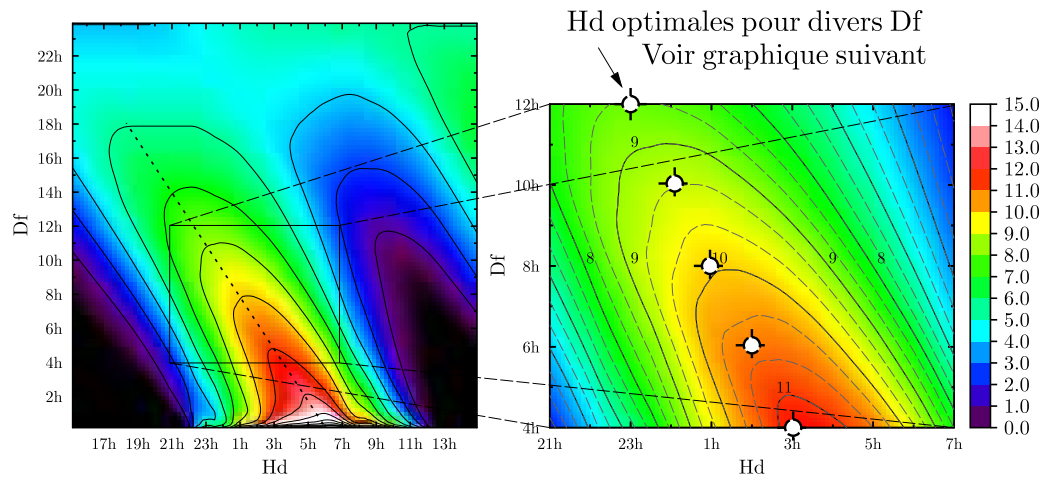 Hd optimales pour divers Df
Voir graphique suivant
22h
20h
18h
16h
14h
12h
10h
8h
6h
4h
2h
Df
17h 19h 21h 23h 1h 3h 5h 7h 9h 11h 13h
Hd
12h
10h
8h
6h
4h
Df
9
8 9 10 9 8
11
21h 23h 1h 3h 5h 7h
Hd
15.0
14.0
13.0
12.0
11.0
10.0
9.0
8.0
7.0
6.0
5.0
4.0
3.0
2.0
1.0
0.0